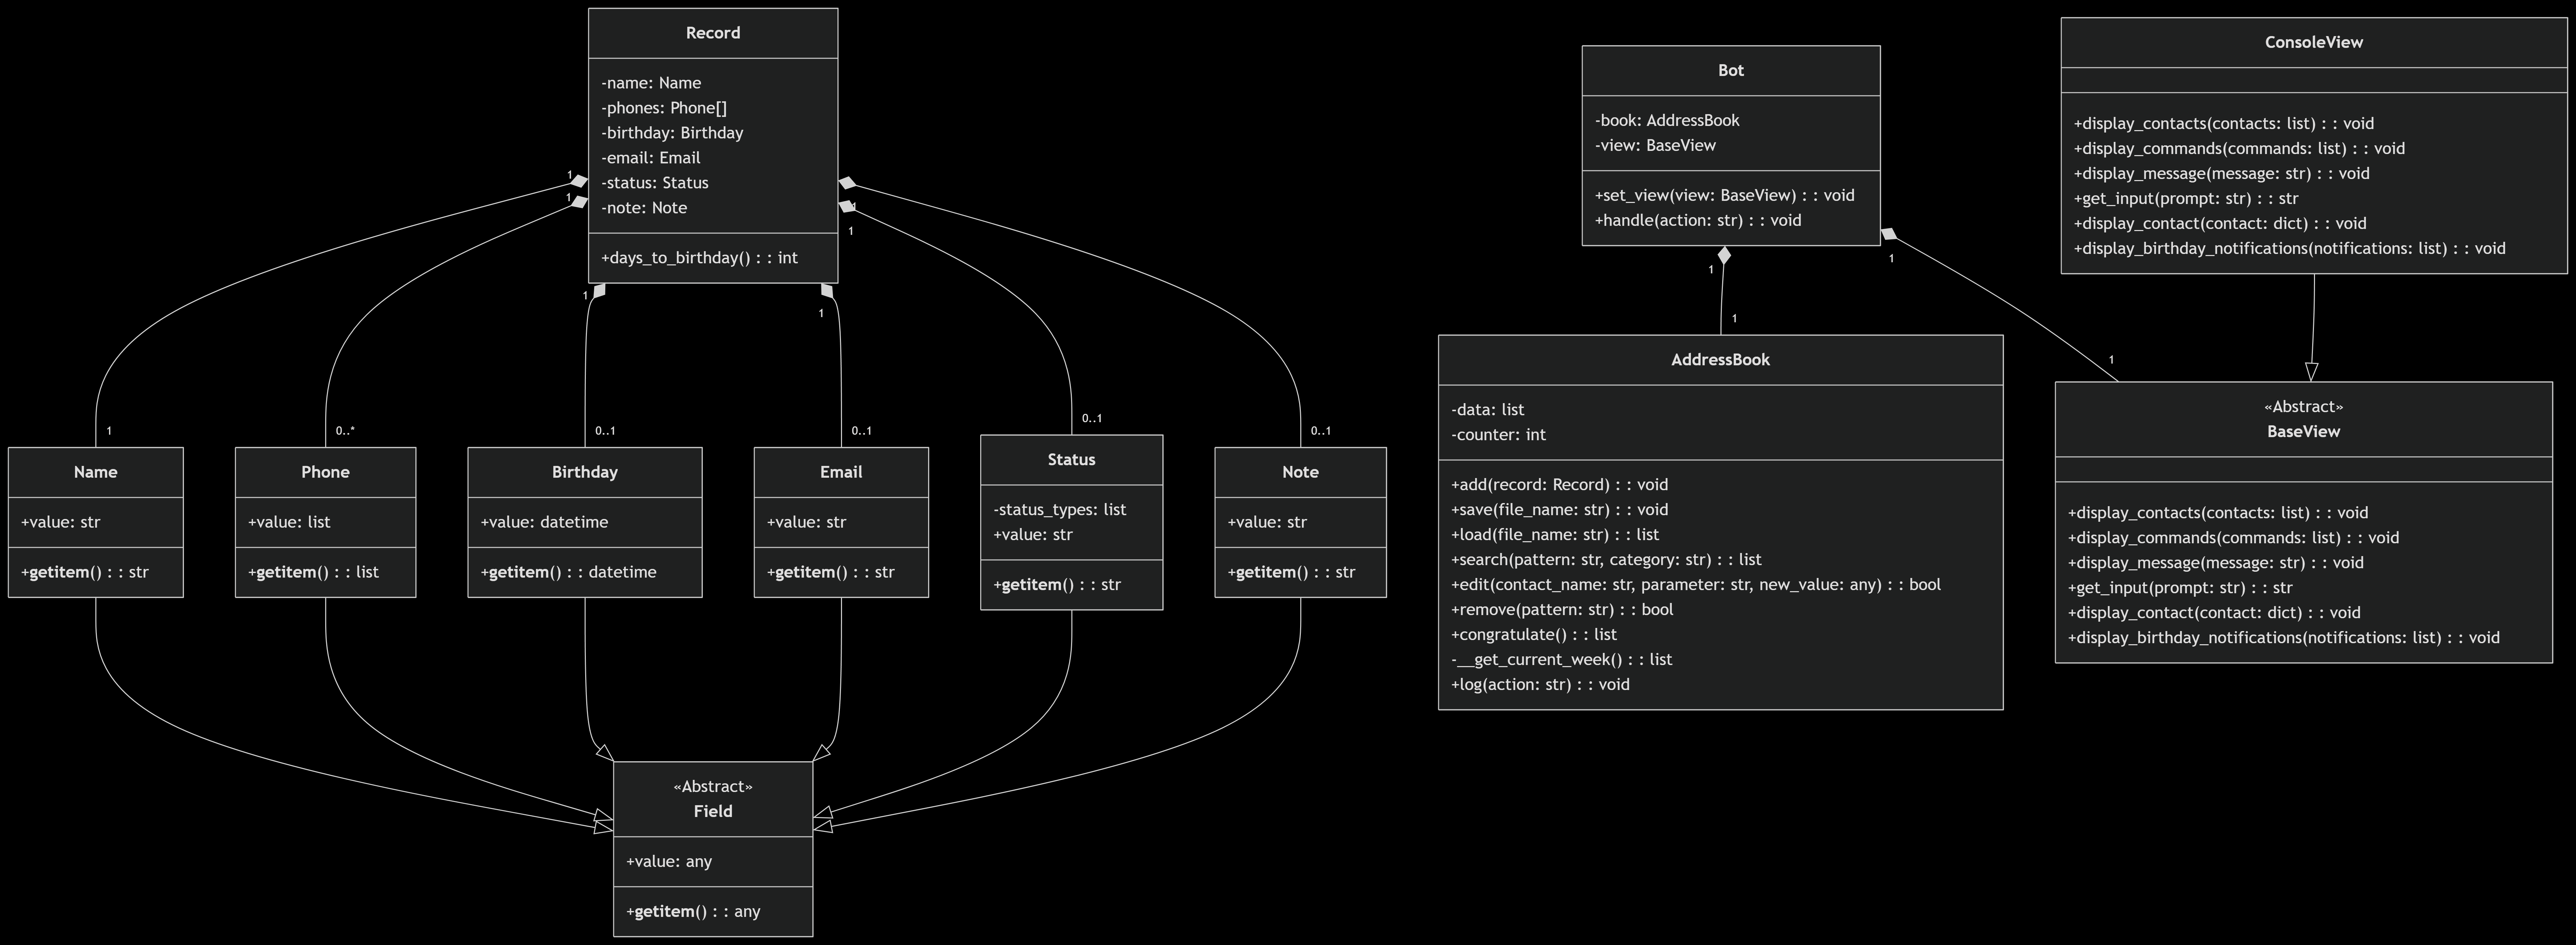 Record
-name: Name
-phones: Phone[]
-birthday: Birthday
-email: Email
-status: Status
-note: Note
+days_to_birthday() : : int
1
1
1
1
1
1
1
0..*
0..1
0..1
0..1
0..1
Name
+value: str
+getitem() : : str
Phone
+value: list
+getitem() : : list
Birthday
+value: datetime
+getitem() : : datetime
Email
+value: str
+getitem() : : str
Status
-status_types: list
+value: str
+getitem() : : str
Note
+value: str
+getitem() : : str
«Abstract»
Field
+value: any
+getitem() : : any
Bot
-book: AddressBook
-view: BaseView
+set_view(view: BaseView) : : void
+handle(action: str) : : void
1
1
1
1
AddressBook
-data: list
-counter: int
+add(record: Record) : : void
+save(file_name: str) : : void
+load(file_name: str) : : list
+search(pattern: str, category: str) : : list
+edit(contact_name: str, parameter: str, new_value: any) : : bool
+remove(pattern: str) : : bool
+congratulate() : : list
-__get_current_week() : : list
+log(action: str) : : void
ConsoleView
+display_contacts(contacts: list) : : void
+display_commands(commands: list) : : void
+display_message(message: str) : : void
+get_input(prompt: str) : : str
+display_contact(contact: dict) : : void
+display_birthday_notifications(notifications: list) : : void
«Abstract»
BaseView
+display_contacts(contacts: list) : : void
+display_commands(commands: list) : : void
+display_message(message: str) : : void
+get_input(prompt: str) : : str
+display_contact(contact: dict) : : void
+display_birthday_notifications(notifications: list) : : void